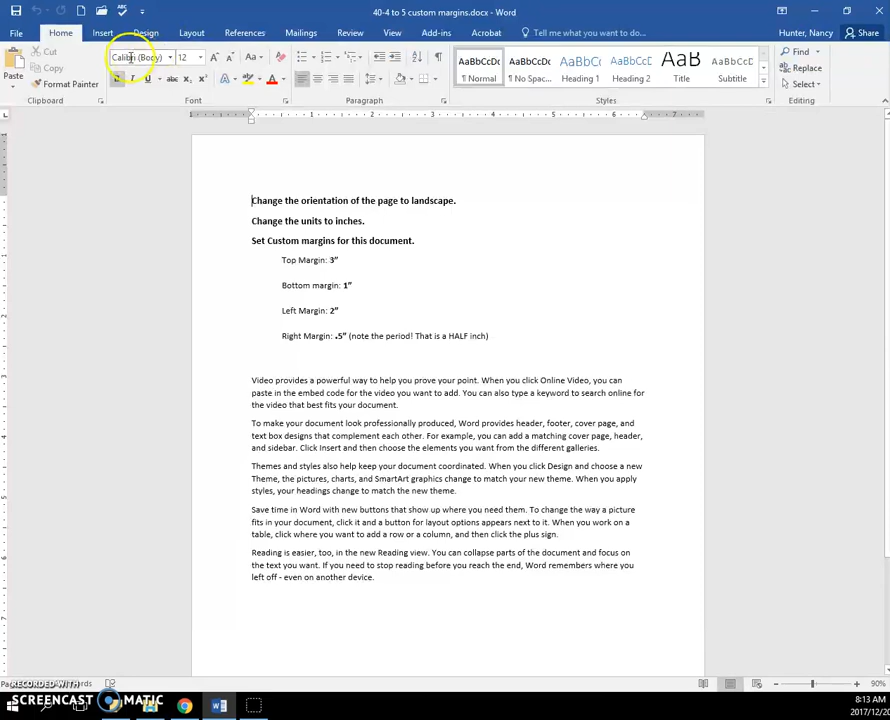 40-4 to 5 custom margins.docx - Word
Hunter, Nancy
Share
File Home Insert Design Layout References Mailings Review View Add-ins Acrobat Tell me what you want to do...
Paste
Cut
Copy
Format Painter
Clipboard
Calibri (Body) 12
Font
Paragraph
AaBbCcDc AaBbCcDc AaBbC AaBbCcD AaB AaBbCcDc
¶ Normal ¶ No Spac... Heading 1 Heading 2 Title Subtitle
Styles
Find
Replace
Select
Editing
1 1 2 3 4 5 6 7
Change the orientation of the page to landscape.
Change the units to inches.
Set Custom margins for this document.
Top Margin: 3”
Bottom margin: 1”
Left Margin: 2”
Right Margin: .5” (note the period! That is a HALF inch)
Video provides a powerful way to help you prove your point. When you click Online Video, you can
paste in the embed code for the video you want to add. You can also type a keyword to search online for
the video that best fits your document.
To make your document look professionally produced, Word provides header, footer, cover page, and
text box designs that complement each other. For example, you can add a matching cover page, header,
and sidebar. Click Insert and then choose the elements you want from the different galleries.
Themes and styles also help keep your document coordinated. When you click Design and choose a new
Theme, the pictures, charts, and SmartArt graphics change to match your new theme. When you apply
styles, your headings change to match the new theme.
Save time in Word with new buttons that show up where you need them. To change the way a picture
fits in your document, click it and a button for layout options appears next to it. When you work on a
table, click where you want to add a row or a column, and then click the plus sign.
Reading is easier, too, in the new Reading view. You can collapse parts of the document and focus on
the text you want. If you need to stop reading before you reach the end, Word remembers where you
left off - even on another device.
90%
RECORDED WITH
SCREENCAST MATIC
8:13 AM
2017/12/20